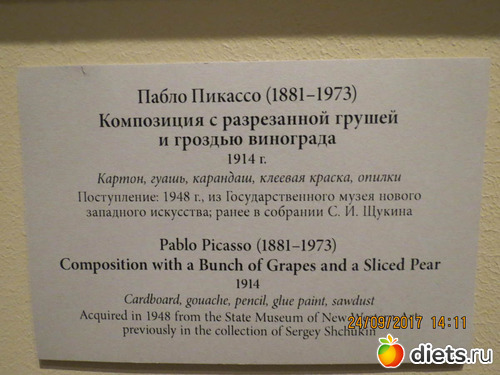 Пабло Пикассо (1881–1973)
Композиция с разрезанной грушей
и гроздью винограда
1914 г.
Картон, гуашь, карандаш, клеевая краска, опилки
Поступление: 1948 г., из Государственного музея нового
западного искусства; ранее в собрании С. И. Щукина
Pablo Picasso (1881–1973)
Composition with a Bunch of Grapes and a Sliced Pear
1914
Cardboard, gouache, pencil, glue paint, sawdust
Acquired in 1948 from the State Museum of New
previously in the collection of Sergey Shchukin
24/09/2017 14:11
diets.ru